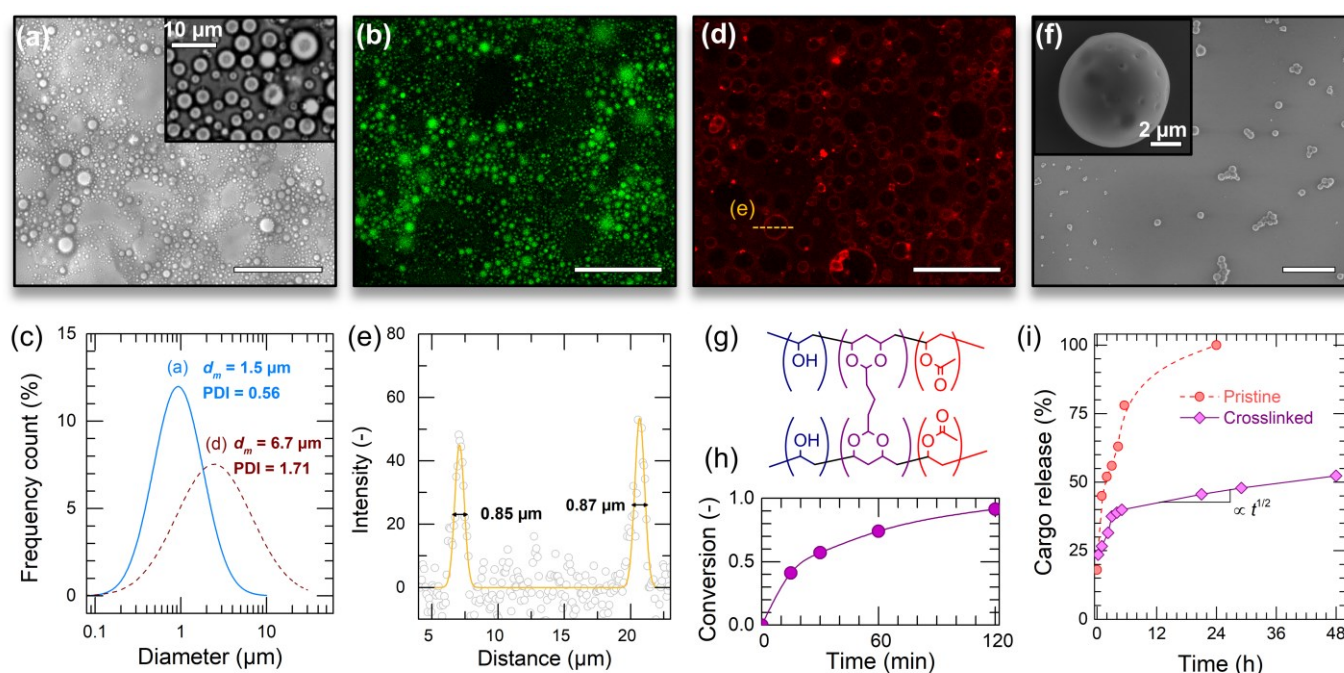 (a)
10 µm
(b)
(d)
(e)
(f)
2 µm
(c)
Frequency count (%)
15
10
5
0
(a) d_m = 1.5 µm
PDI = 0.56
(d) d_m = 6.7 µm
PDI = 1.71
0.1 1 10
Diameter (µm)
(e)
Intensity (-)
80
60
40
20
0
0.85 µm
0.87 µm
5 10 15 20
Distance (µm)
(g)
OH O O O
O
O
OH O O O
(h)
Conversion (-)
1.0
0.5
0.0
0 60 120
Time (min)
(i)
Cargo release (%)
100
75
50
25
0
Pristine
Crosslinked
∝ t^1/2
0 12 24 36 48
Time (h)